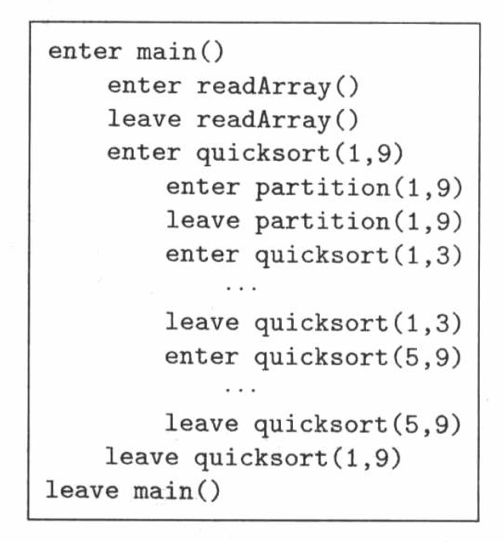 enter main()
enter readArray()
leave readArray()
enter quicksort(1,9)
enter partition(1,9)
leave partition(1,9)
enter quicksort(1,3)
...
leave quicksort(1,3)
enter quicksort(5,9)
...
leave quicksort(5,9)
leave quicksort(1,9)
leave main()